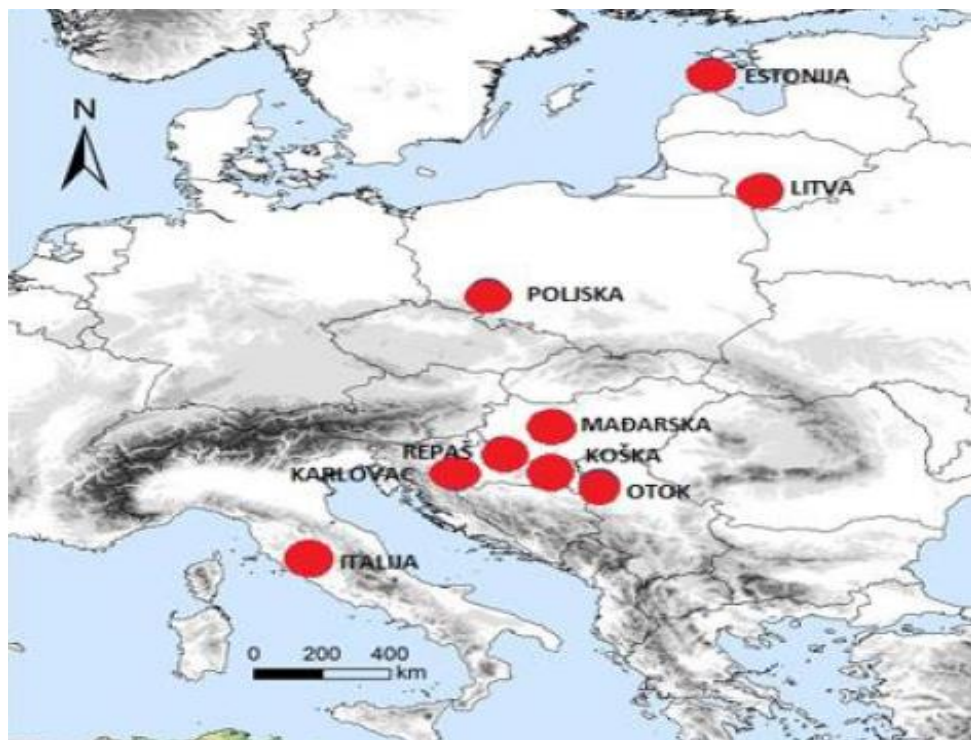 ESTONIJA
N
LITVA
POLJSKA
MAĐARSKA
REPAŠ
KOŠKA
KARLOVAC
OTOK
ITALIJA
0 200 400
km